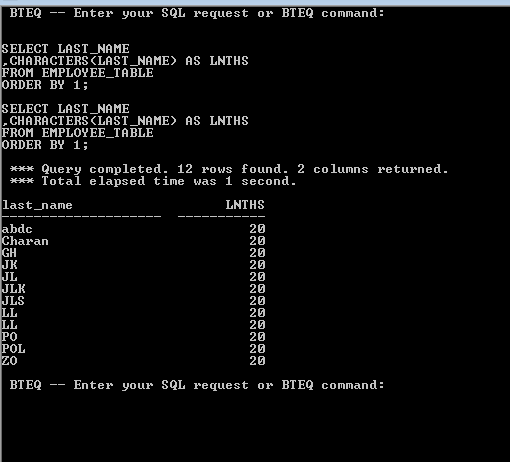 BTEQ -- Enter your SQL request or BTEQ command:
SELECT LAST_NAME
,CHARACTERS(LAST_NAME) AS LNTHS
FROM EMPLOYEE_TABLE
ORDER BY 1;
SELECT LAST_NAME
,CHARACTERS(LAST_NAME) AS LNTHS
FROM EMPLOYEE_TABLE
ORDER BY 1;
*** Query completed. 12 rows found. 2 columns returned.
*** Total elapsed time was 1 second.
last_name LNTHS
-------------------- -----------
abdc 20
Charan 20
GH 20
JK 20
JL 20
JLK 20
JLS 20
LL 20
LL 20
PO 20
POL 20
ZO 20
BTEQ -- Enter your SQL request or BTEQ command: